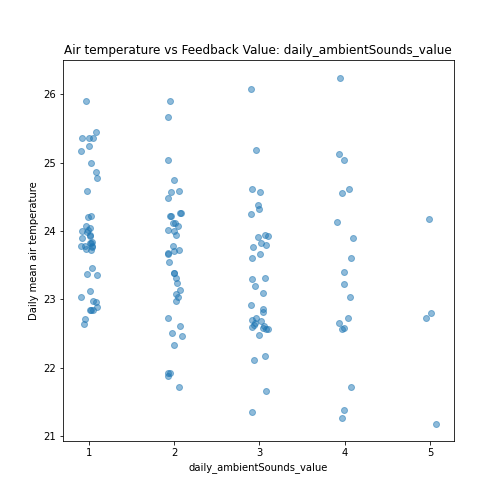 Air temperature vs Feedback Value: daily_ambientSounds_value
Daily mean air temperature
26
25
24
23
22
21
1 2 3 4 5
daily_ambientSounds_value